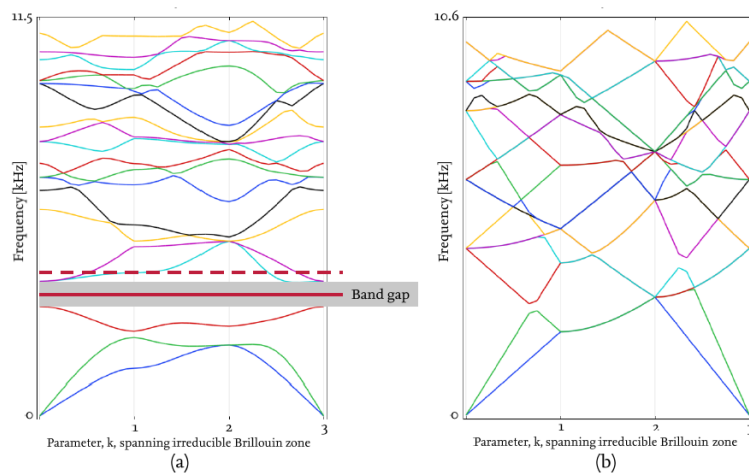 11.5
Frequency [kHz]
0
1
2
3
Band gap
Parameter, k, spanning irreducible Brillouin zone
(a)
10.6
Frequency [kHz]
0
1
2
Parameter, k, spanning irreducible Brillouin zone
(b)